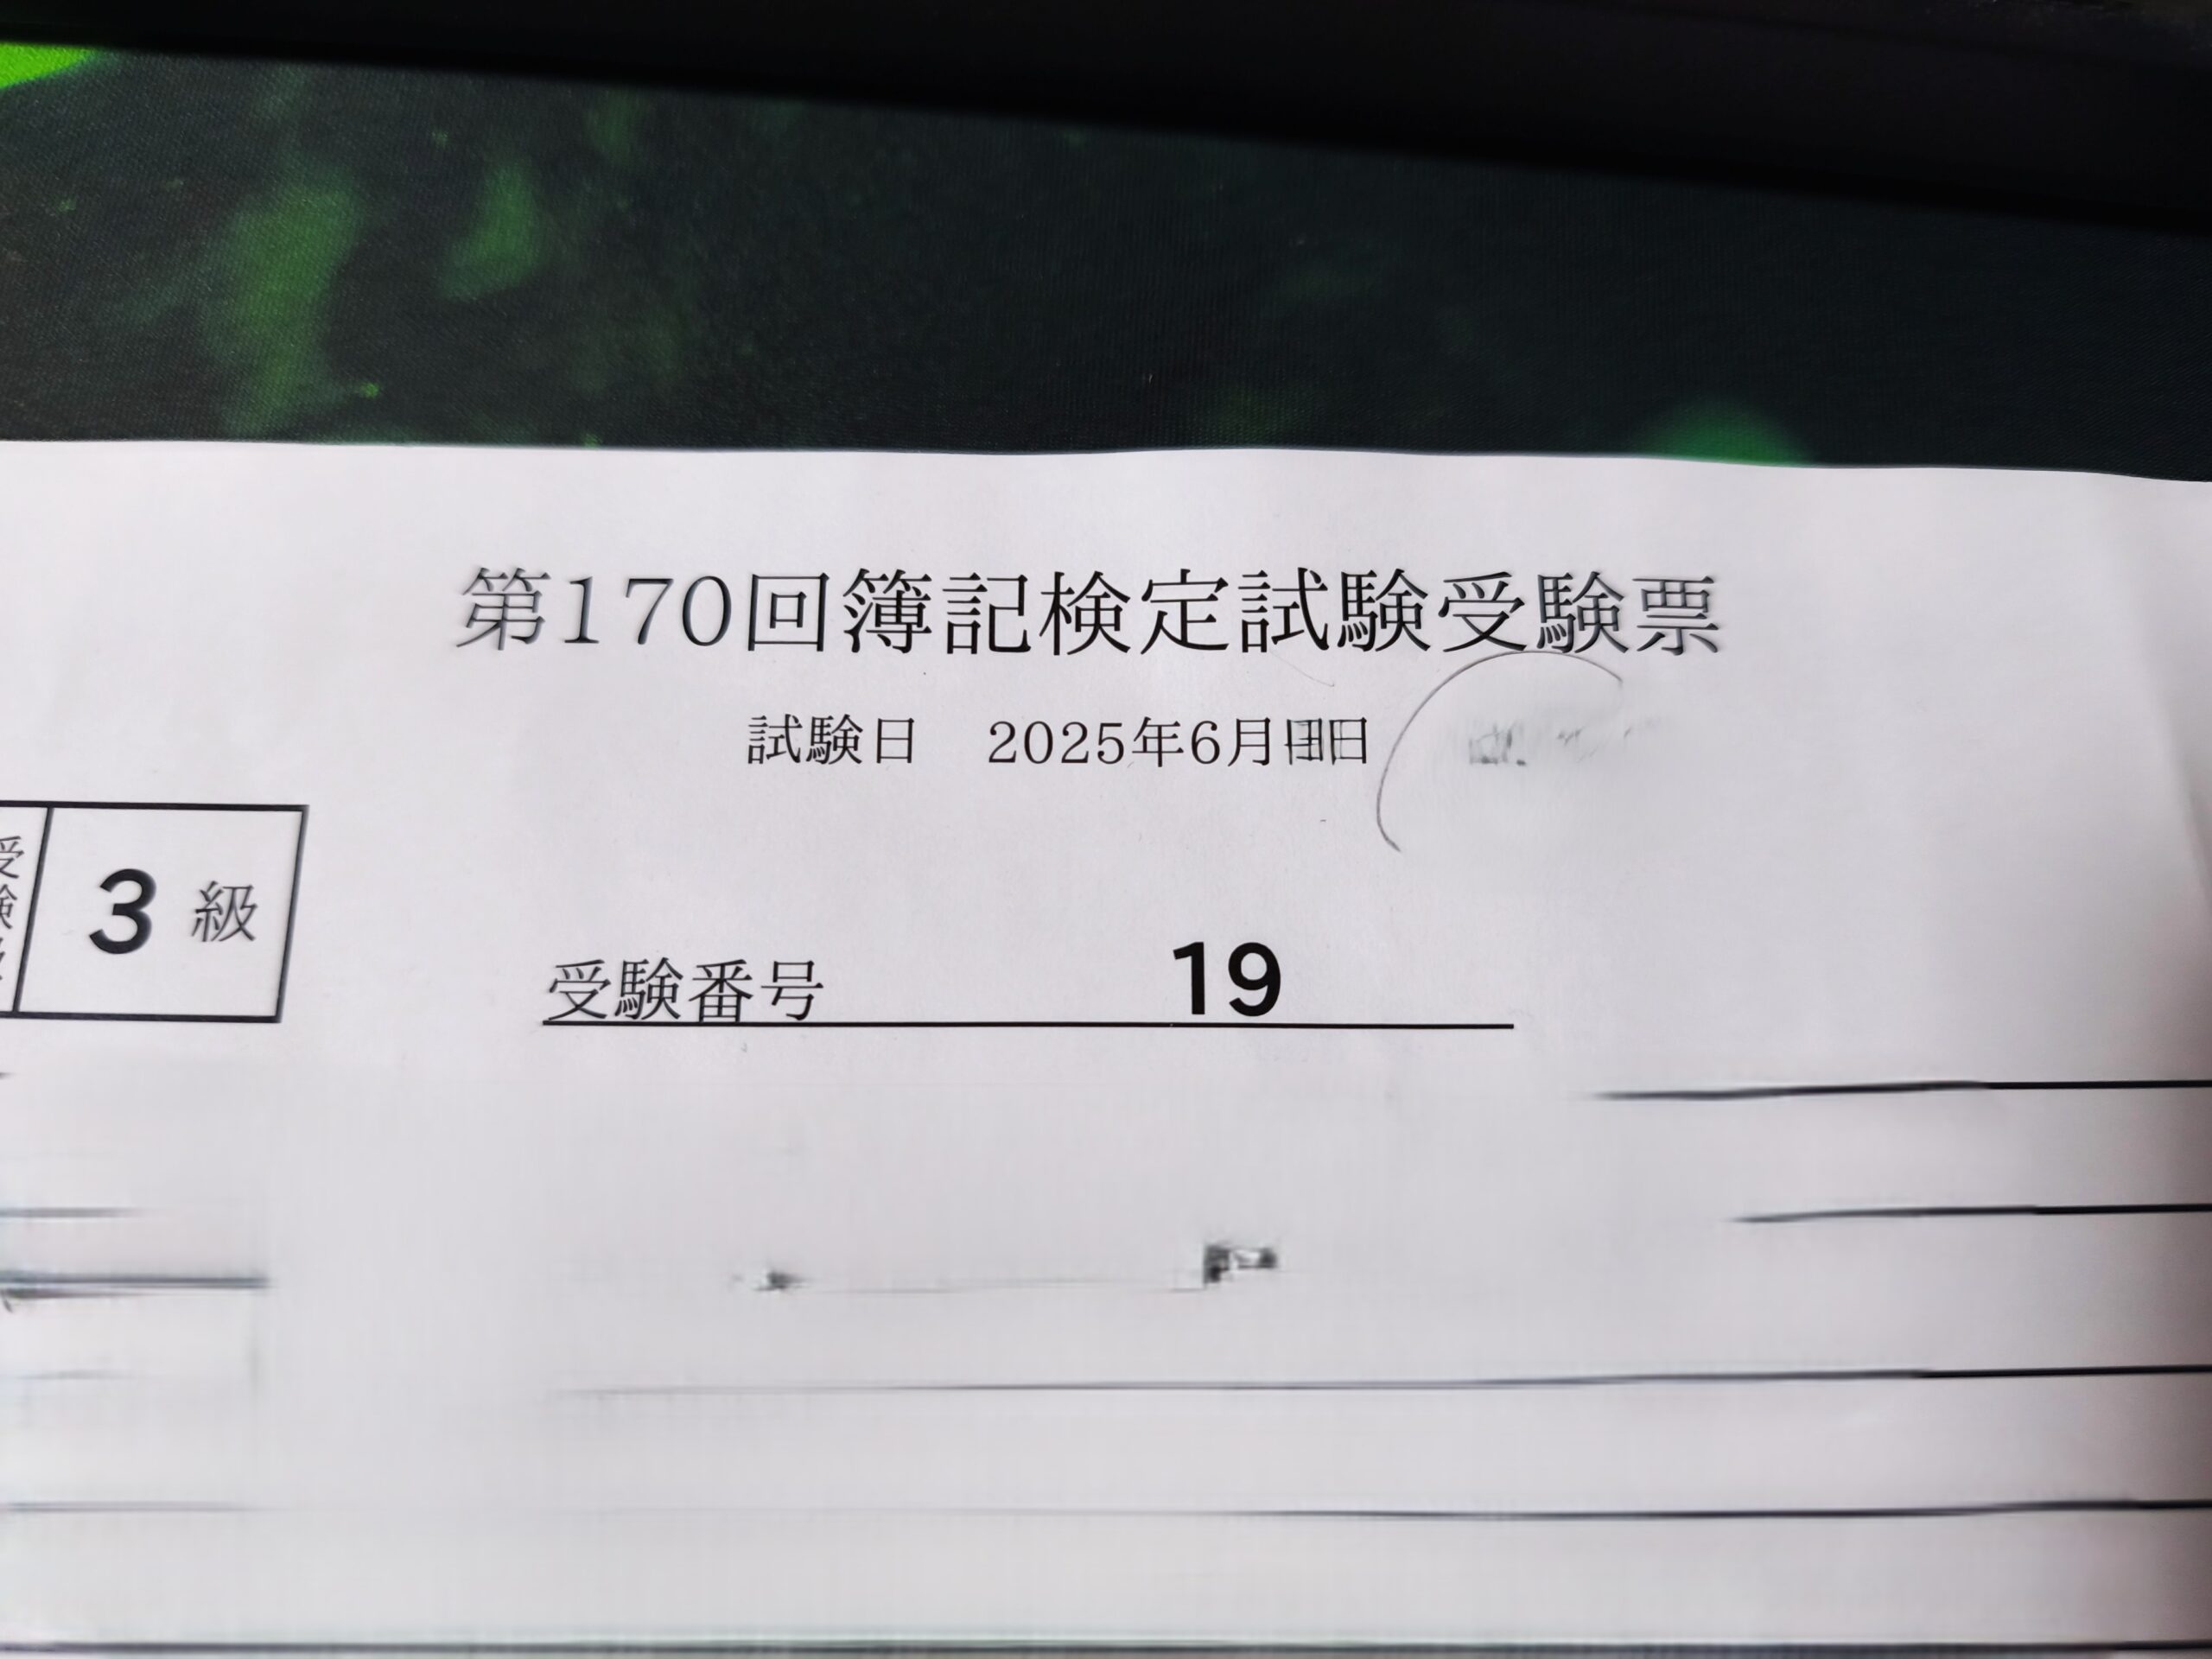 第170回簿記検定試験受験票
試験日　2025年6月
3 級
受験番号　19